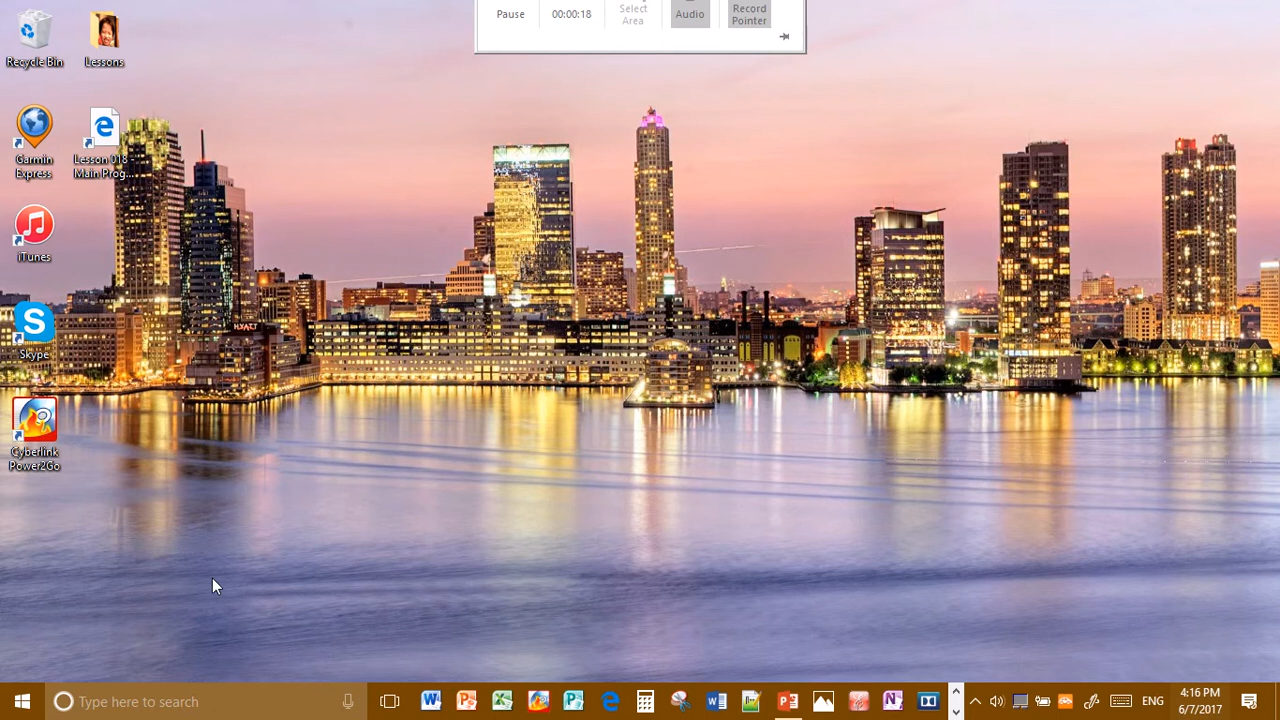 Pause
00:00:18
Select
Area
Audio
Record
Pointer
Recycle Bin
Lessons
Garmin
Express
Lesson 018 -
Main Prog...
iTunes
Skype
Cyberlink
Power2Go
HYATT
Type here to search
ENG
4:16 PM
6/7/2017